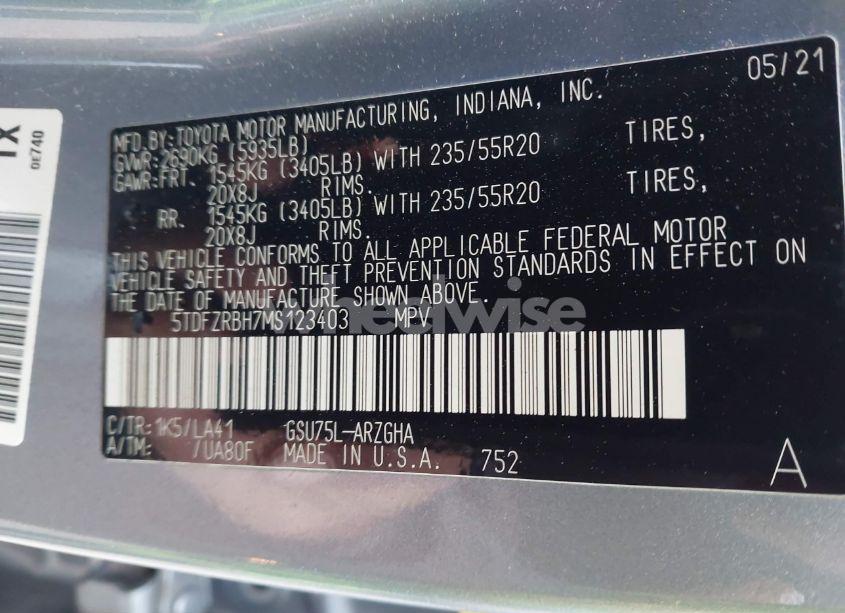 05/21
MFD.BY:TOYOTA MOTOR MANUFACTURING, INDIANA, INC.
GVWR:2690KG (5935LB)
GAWR:FRT. 1545KG (3405LB) WITH 235/55R20 TIRES,
20X8J RIMS.
RR. 1545KG (3405LB) WITH 235/55R20 TIRES,
20X8J RIMS.
THIS VEHICLE CONFORMS TO ALL APPLICABLE FEDERAL MOTOR
VEHICLE SAFETY AND THEFT PREVENTION STANDARDS IN EFFECT ON
THE DATE OF MANUFACTURE SHOWN ABOVE.
5TDFZRBH7MS123403 MPV
C/TR:1K5/LA41 GSU75L-ARZGHA
A/TM: /UA80F MADE IN U.S.A. 752
A
TX
0E740